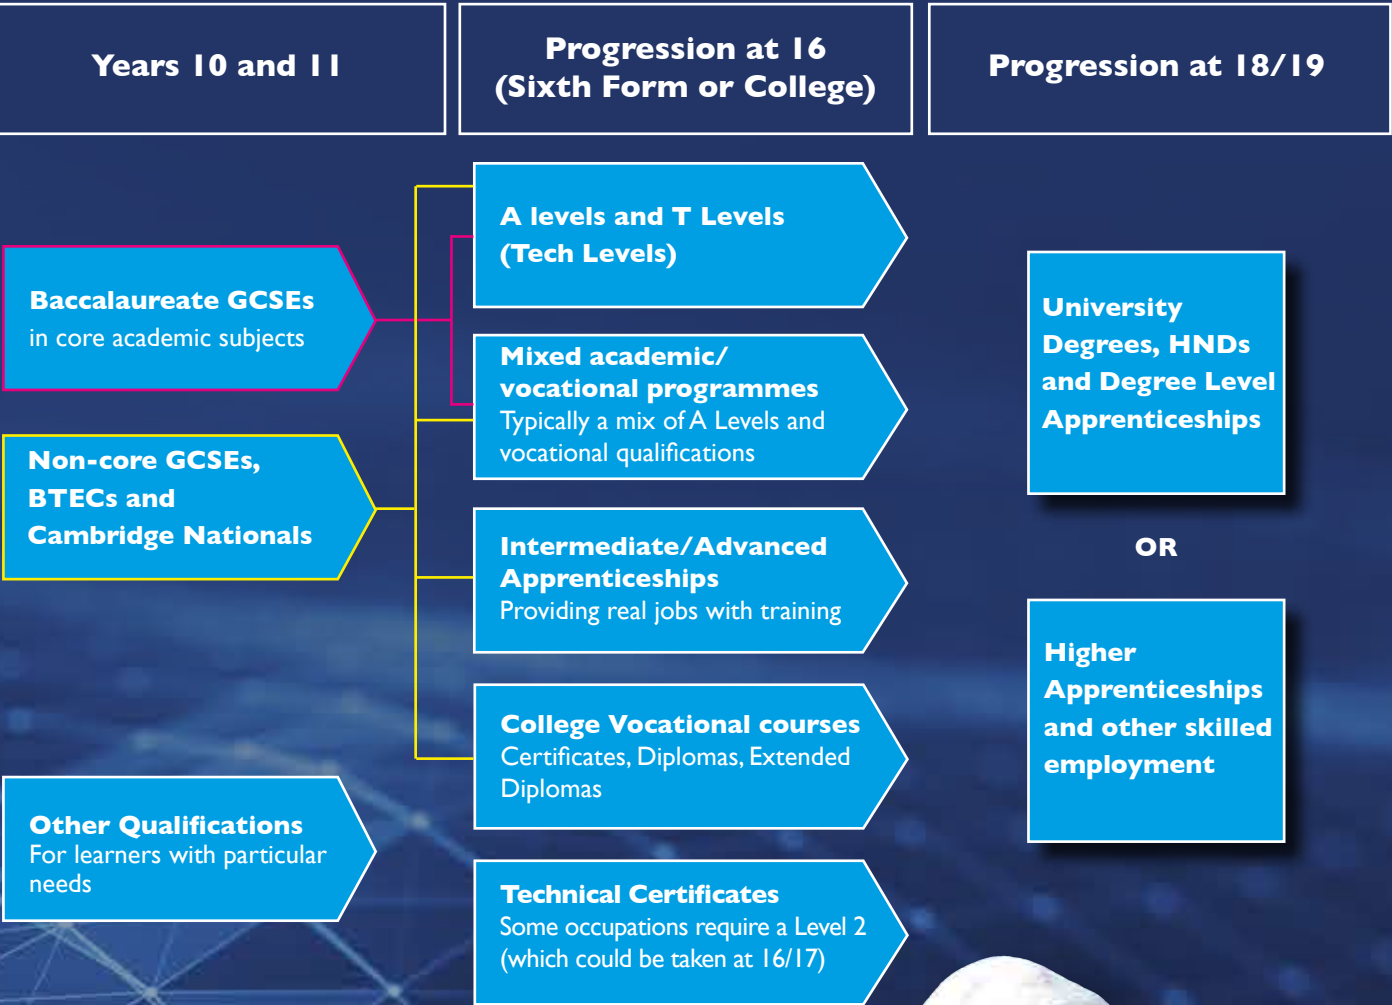 Years 10 and 11
Progression at 16
(Sixth Form or College)
Progression at 18/19
Baccalaureate GCSEs
in core academic subjects
Non-core GCSEs,
BTECs and
Cambridge Nationals
Other Qualifications
For learners with particular
needs
A levels and T Levels
(Tech Levels)
Mixed academic/
vocational programmes
Typically a mix of A Levels and
vocational qualifications
Intermediate/Advanced
Apprenticeships
Providing real jobs with training
College Vocational courses
Certificates, Diplomas, Extended
Diplomas
Technical Certificates
Some occupations require a Level 2
(which could be taken at 16/17)
University
Degrees, HNDs
and Degree Level
Apprenticeships
OR
Higher
Apprenticeships
and other skilled
employment